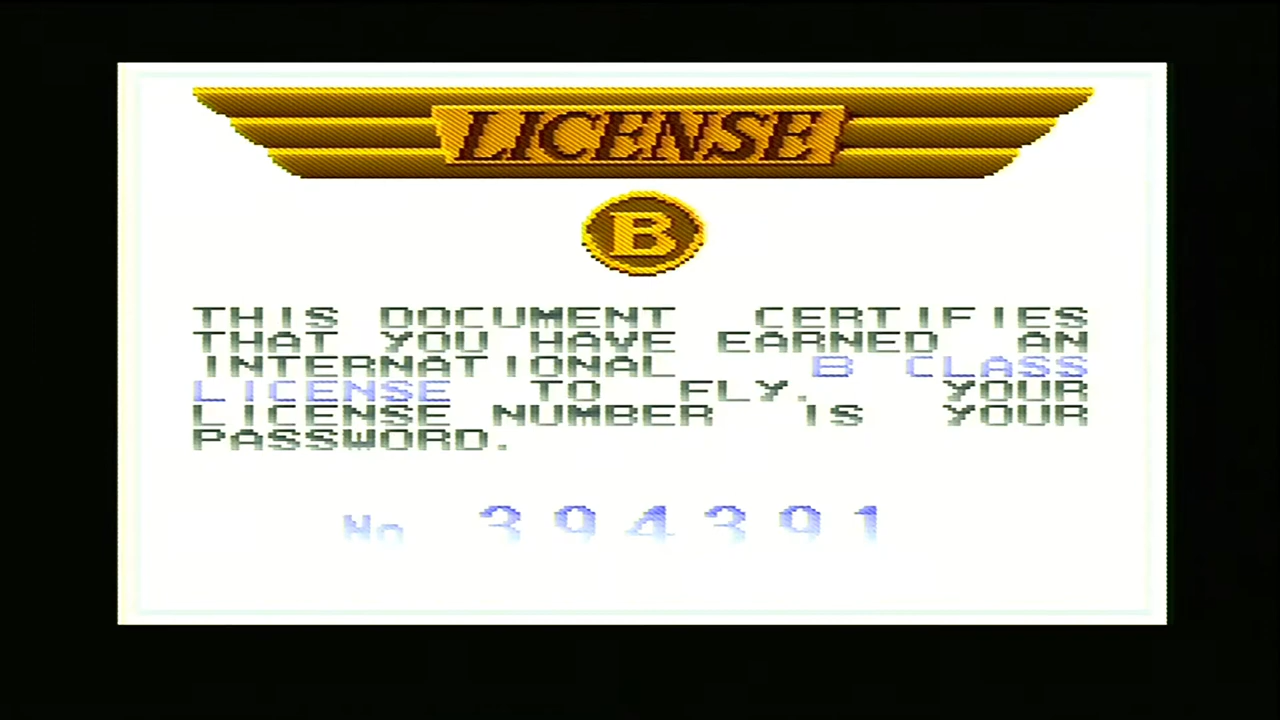 LICENSE
B
THIS DOCUMENT CERTIFIES
THAT YOU HAVE EARNED AN
INTERNATIONAL B CLASS
LICENSE TO FLY. YOUR
LICENSE NUMBER IS YOUR
PASSWORD.
No 394391